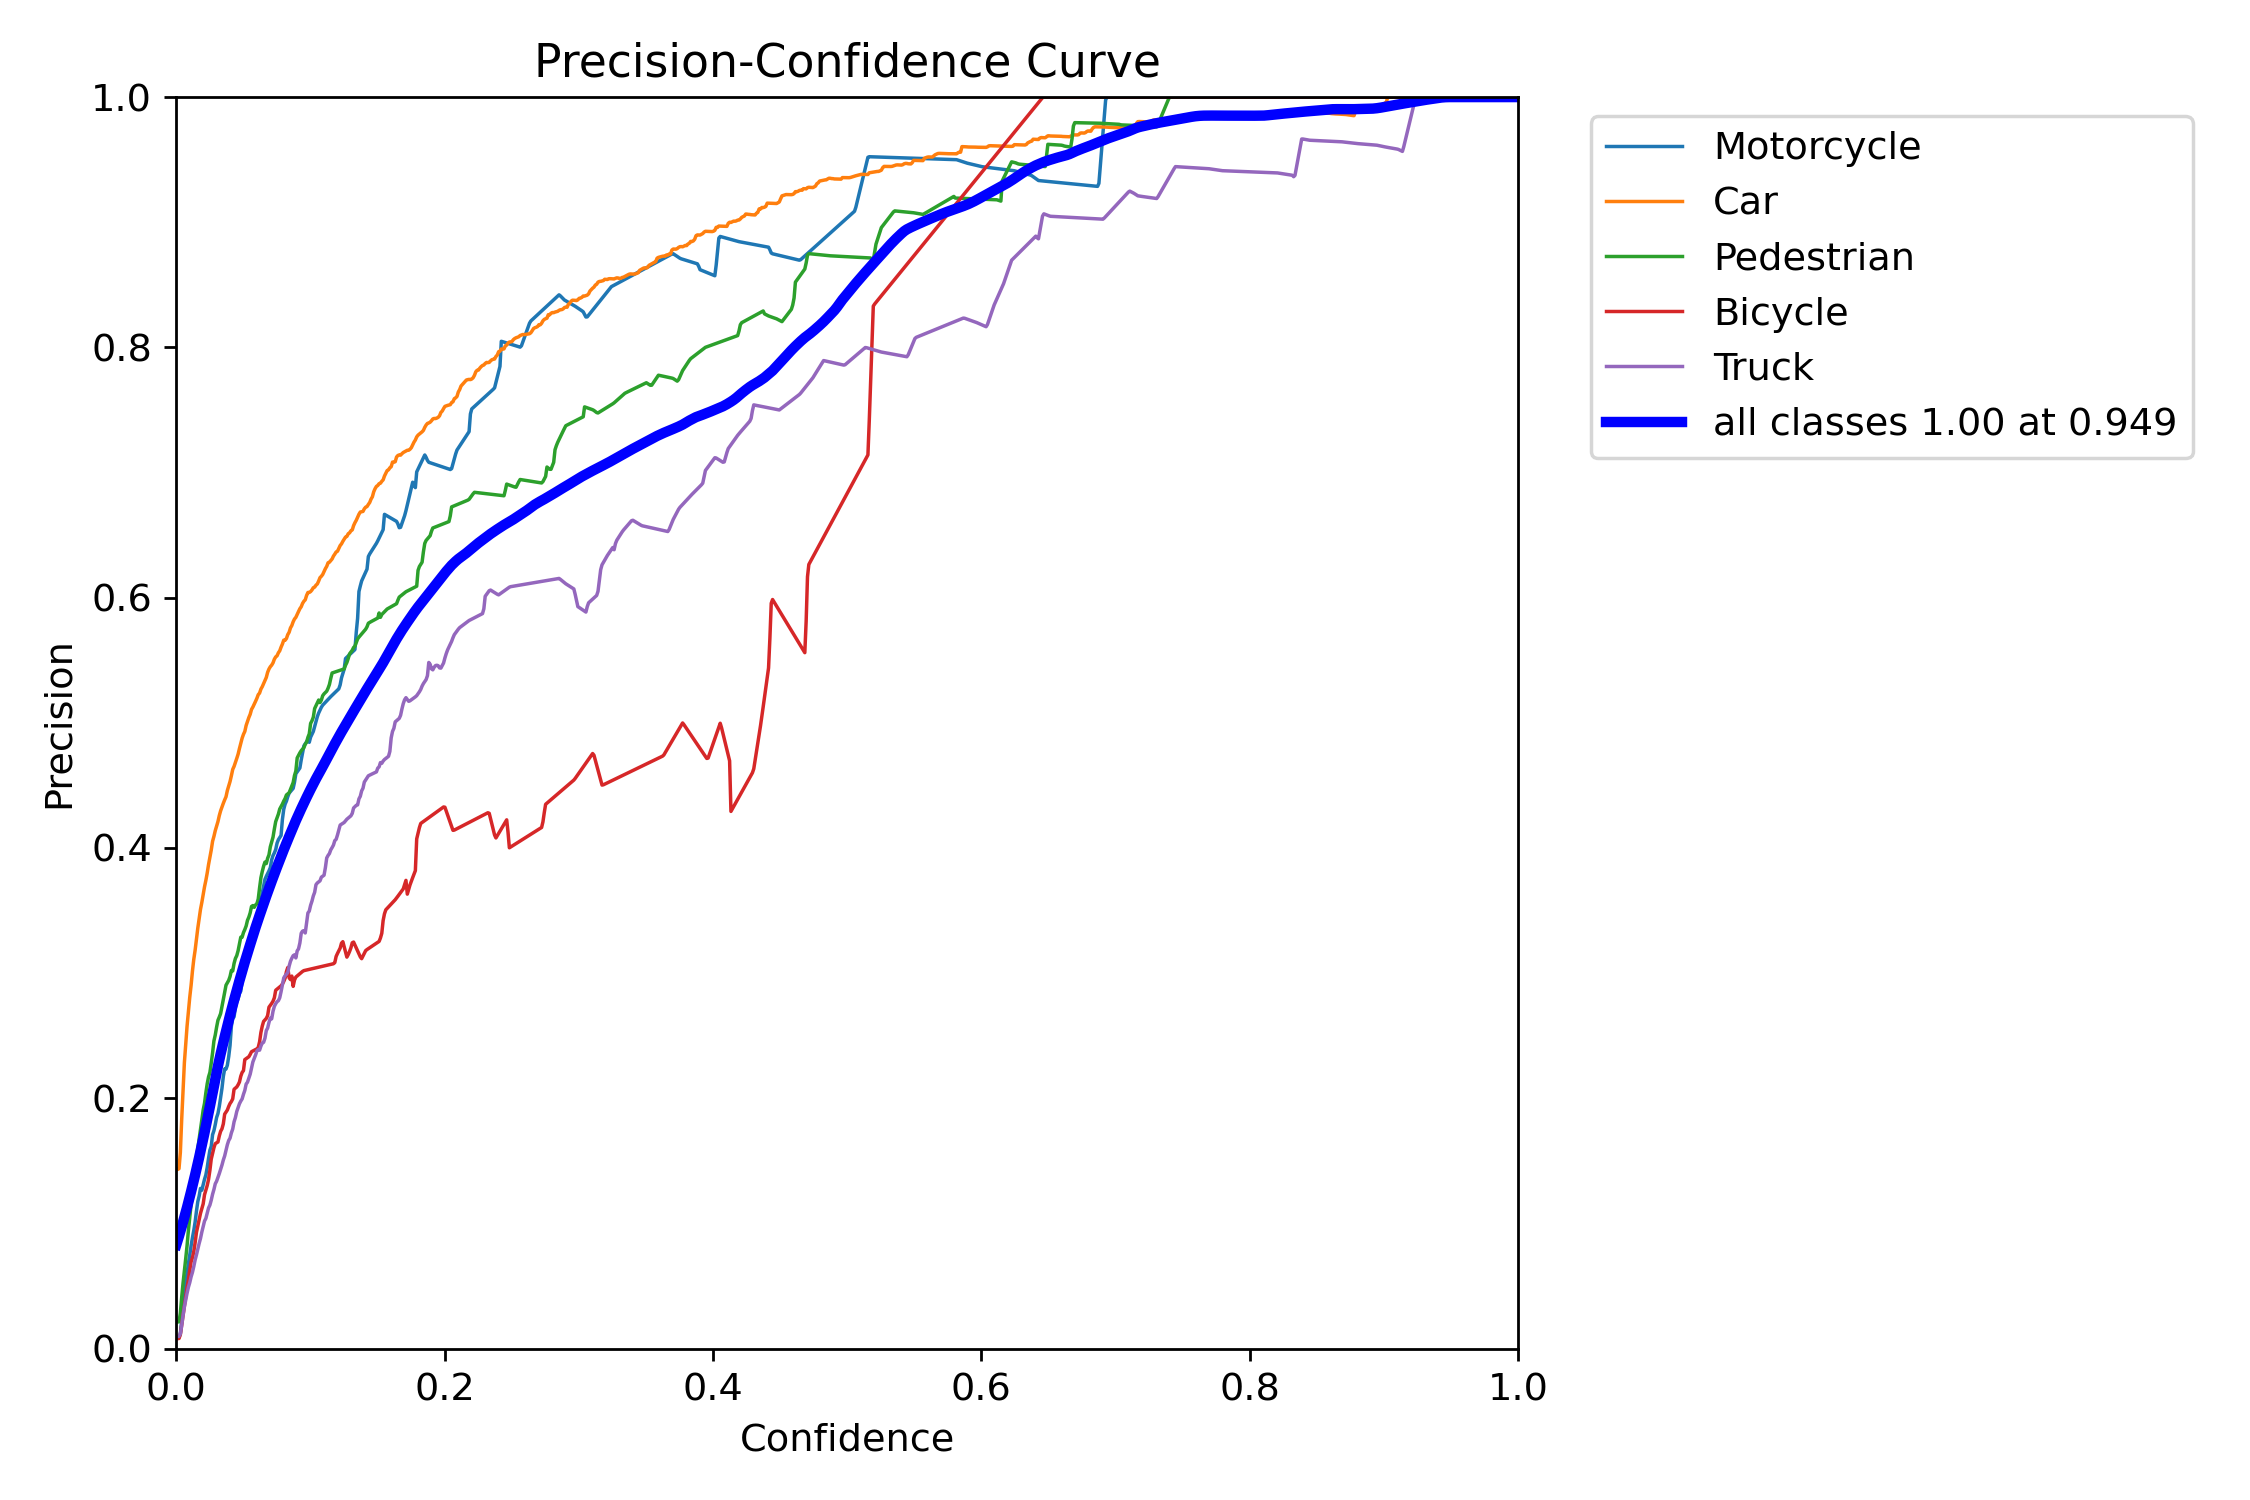 Precision-Confidence Curve
1.0
0.8
0.6
0.4
0.2
0.0
Precision
0.0 0.2 0.4 0.6 0.8 1.0
Confidence
Motorcycle
Car
Pedestrian
Bicycle
Truck
all classes 1.00 at 0.949